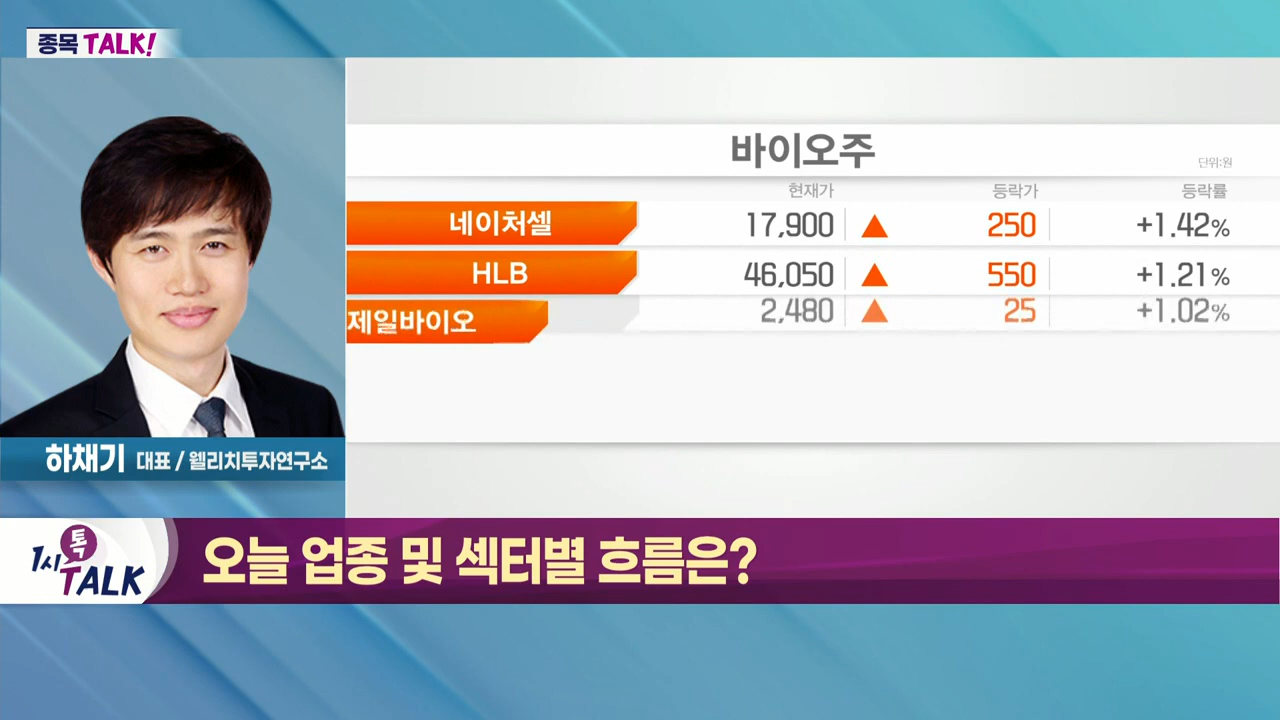 종목 TALK!
바이오주
단위:원
현재가 등락가 등락률
네이처셀 17,900 ▲ 250 +1.42%
HLB 46,050 ▲ 550 +1.21%
제일바이오 2,480 ▲ 25 +1.02%
하채기 대표 / 웰리치투자연구소
1시 톡 TALK
오늘 업종 및 섹터별 흐름은?